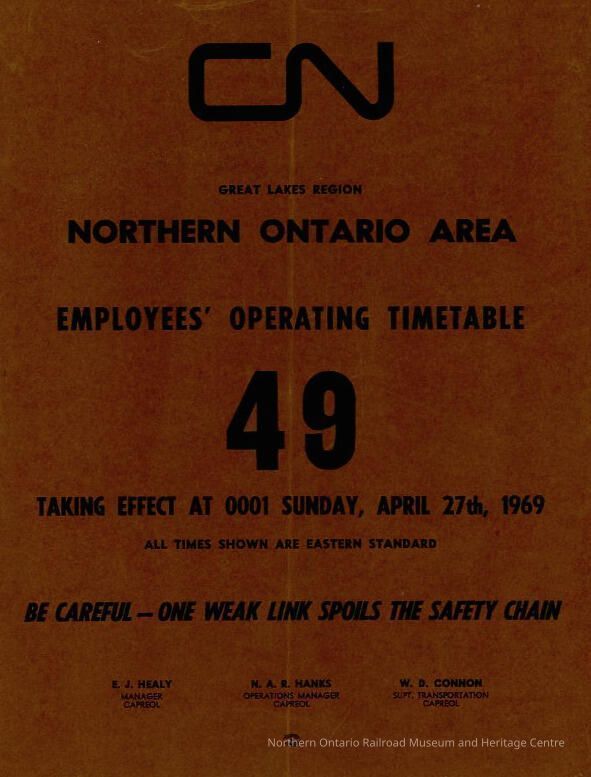 CN
GREAT LAKES REGION
NORTHERN ONTARIO AREA
EMPLOYEES' OPERATING TIMETABLE
49
TAKING EFFECT AT 0001 SUNDAY, APRIL 27th, 1969
ALL TIMES SHOWN ARE EASTERN STANDARD
BE CAREFUL — ONE WEAK LINK SPOILS THE SAFETY CHAIN
E. J. HEALY
MANAGER
CAPREOL
N. A. R. HANKS
OPERATIONS MANAGER
CAPREOL
W. D. CONNON
SUPT. TRANSPORTATION
CAPREOL
Northern Ontario Railroad Museum and Heritage Centre